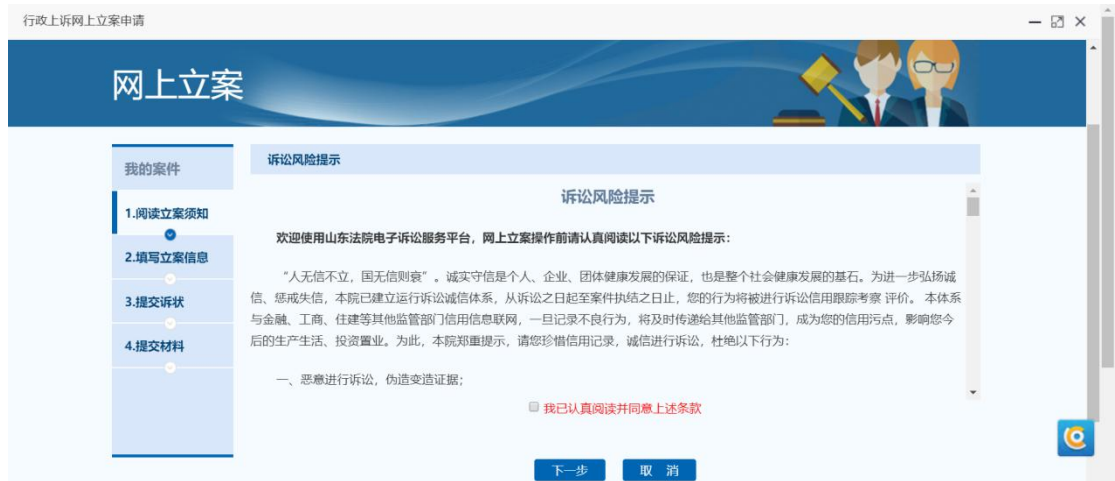 行政上诉网上立案申请
网上立案
我的案件
1.阅读立案须知
2.填写立案信息
3.提交诉状
4.提交材料
诉讼风险提示
诉讼风险提示
欢迎使用山东法院电子诉讼服务平台，网上立案操作前请认真阅读以下诉讼风险提示：
“人无信不立，国无信则衰”。诚实守信是个人、企业、团体健康发展的保证，也是整个社会健康发展的基石。为进一步弘扬诚
信、惩戒失信，本院已建立运行诉讼诚信体系，从诉讼之日起至案件执结之日止，您的行为将被进行诉讼信用跟踪考察 评价。 本体系
与金融、工商、住建等其他监管部门信用信息联网，一旦记录不良行为，将及时传递给其他监管部门，成为您的信用污点，影响您今
后的生产生活、投资置业。为此，本院郑重提示，请您珍惜信用记录，诚信进行诉讼，杜绝以下行为：
一、恶意进行诉讼，伪造变造证据；
我已认真阅读并同意上述条款
下一步
取 消